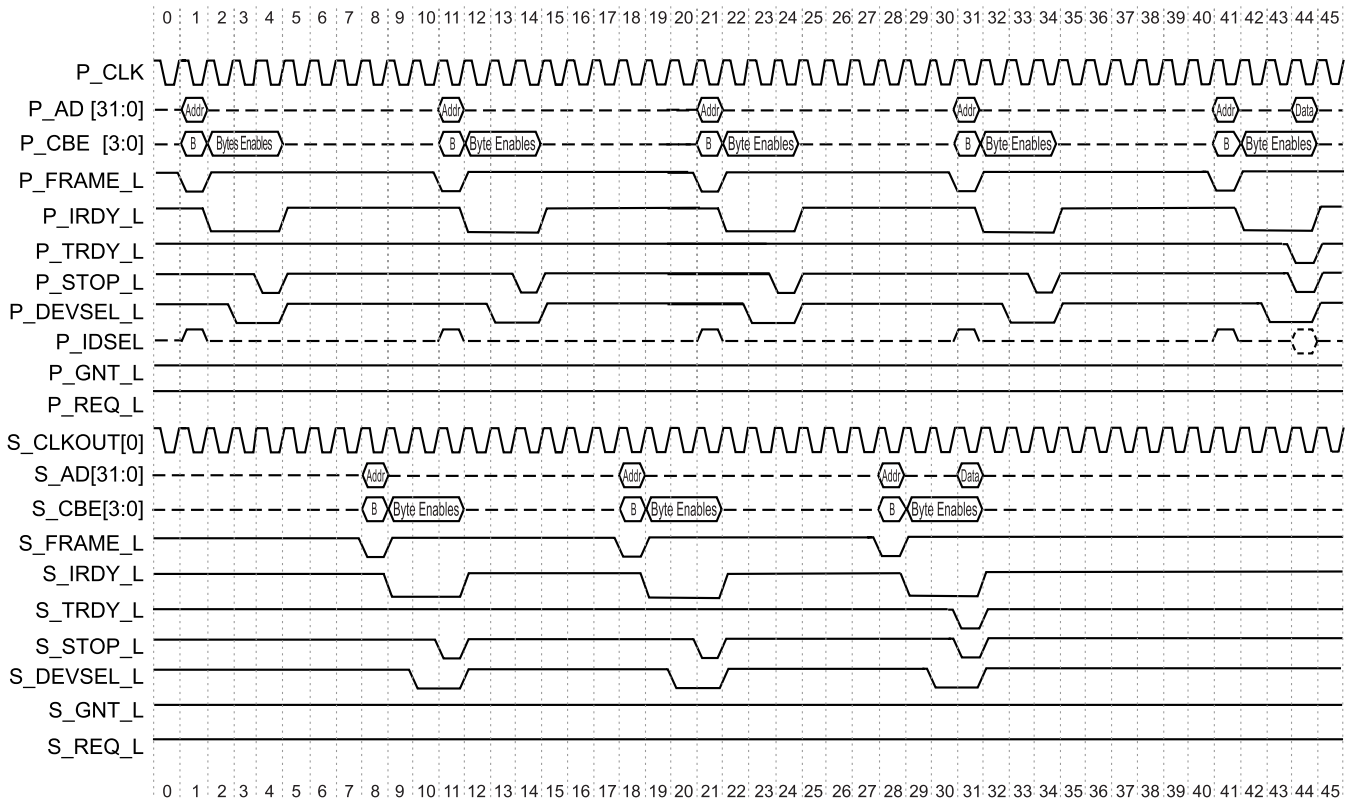 0 1 2 3 4 5 6 7 8 9 10 11 12 13 14 15 16 17 18 19 20 21 22 23 24 25 26 27 28 29 30 31 32 33 34 35 36 37 38 39 40 41 42 43 44 45
P_CLK
P_AD [31:0] Addr Addr Addr Addr Addr Data
P_CBE [3:0] B Bytes Enables B Byte Enables B Byte Enables B Byte Enables B Byte Enables
P_FRAME_L
P_IRDY_L
P_TRDY_L
P_STOP_L
P_DEVSEL_L
P_IDSEL
P_GNT_L
P_REQ_L
S_CLKOUT[0]
S_AD[31:0] Addr Addr Addr Data
S_CBE[3:0] B Byte Enables B Byte Enables B Byte Enables
S_FRAME_L
S_IRDY_L
S_TRDY_L
S_STOP_L
S_DEVSEL_L
S_GNT_L
S_REQ_L
0 1 2 3 4 5 6 7 8 9 10 11 12 13 14 15 16 17 18 19 20 21 22 23 24 25 26 27 28 29 30 31 32 33 34 35 36 37 38 39 40 41 42 43 44 45